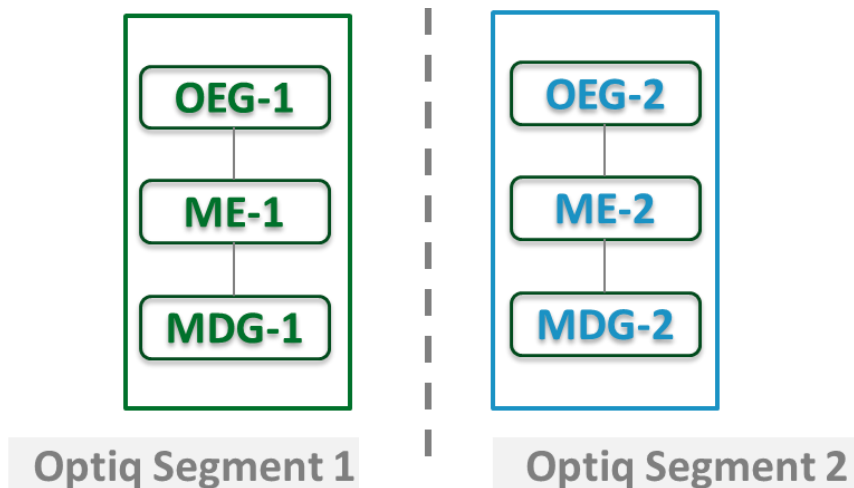 OEG-1
ME-1
MDG-1
Optiq Segment 1
OEG-2
ME-2
MDG-2
Optiq Segment 2